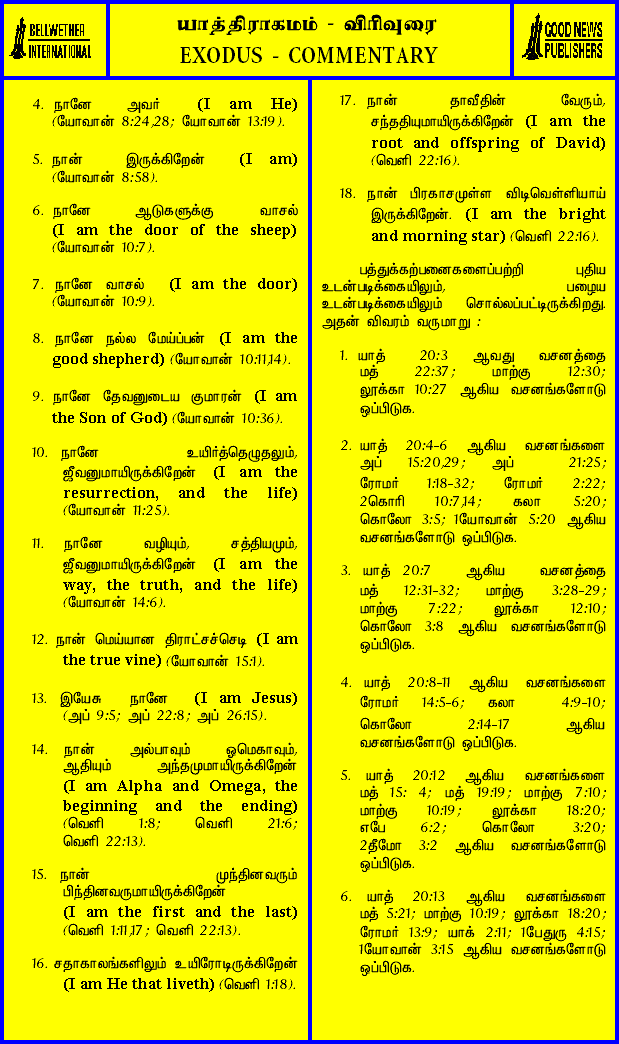 BELLWETHER
INTERNATIONAL
யாத்திராகமம் - விரிவுரை
EXODUS - COMMENTARY
GOOD NEWS
PUBLISHERS
4. நானே அவர் (I am He)
(யோவான் 8:24,28; யோவான் 13:19).
5. நான் இருக்கிறேன் (I am)
(யோவான் 8:58).
6. நானே ஆடுகளுக்கு வாசல்
(I am the door of the sheep)
(யோவான் 10:7).
7. நானே வாசல் (I am the door)
(யோவான் 10:9).
8. நானே நல்ல மேய்ப்பன் (I am the
good shepherd) (யோவான் 10:11,14).
9. நானே தேவனுடைய குமாரன் (I am
the Son of God) (யோவான் 10:36).
10. நானே உயிர்த்தெழுதலும்,
ஜீவனுமாயிருக்கிறேன் (I am the
resurrection, and the life)
(யோவான் 11:25).
11. நானே வழியும், சத்தியமும்,
ஜீவனுமாயிருக்கிறேன் (I am the
way, the truth, and the life)
(யோவான் 14:6).
12. நான் மெய்யான திராட்சச்செடி (I am
the true vine) (யோவான் 15:1).
13. இயேசு நானே (I am Jesus)
(அப் 9:5; அப் 22:8; அப் 26:15).
14. நான் அல்பாவும் ஒமெகாவும்,
ஆதியும் அந்தமுமாயிருக்கிறேன்
(I am Alpha and Omega, the
beginning and the ending)
(வெளி 1:8; வெளி 21:6;
வெளி 22:13).
15. நான் முந்தினவரும்
பிந்தினவருமாயிருக்கிறேன்
(I am the first and the last)
(வெளி 1:11,17; வெளி 22:13).
16. சதாகாலங்களிலும் உயிரோடிருக்கிறேன்
(I am He that liveth) (வெளி 1:18).
17. நான் தாவீதின் வேரும்,
சந்ததியுமாயிருக்கிறேன் (I am the
root and offspring of David)
(வெளி 22:16).
18. நான் பிரகாசமுள்ள விடிவெள்ளியாய்
இருக்கிறேன். (I am the bright
and morning star) (வெளி 22:16).
பத்துக்கற்பனைகளைப்பற்றி புதிய
உடன்படிக்கையிலும், பழைய
உடன்படிக்கையிலும் சொல்லப்பட்டிருக்கிறது.
அதன் விவரம் வருமாறு :
1. யாத் 20:3 ஆவது வசனத்தை
மத் 22:37; மாற்கு 12:30;
லூக்கா 10:27 ஆகிய வசனங்களோடு
ஒப்பிடுக.
2. யாத் 20:4-6 ஆகிய வசனங்களை
அப் 15:20,29; அப் 21:25;
ரோமர் 1:18-32; ரோமர் 2:22;
2கொரி 10:7,14; கலா 5:20;
கொலோ 3:5; 1யோவான் 5:20 ஆகிய
வசனங்களோடு ஒப்பிடுக.
3. யாத் 20:7 ஆகிய வசனத்தை
மத் 12:31-32; மாற்கு 3:28-29;
மாற்கு 7:22; லூக்கா 12:10;
கொலோ 3:8 ஆகிய வசனங்களோடு
ஒப்பிடுக.
4. யாத் 20:8-11 ஆகிய வசனங்களை
ரோமர் 14:5-6; கலா 4:9-10;
கொலோ 2:14-17 ஆகிய
வசனங்களோடு ஒப்பிடுக.
5. யாத் 20:12 ஆகிய வசனங்களை
மத் 15: 4; மத் 19:19; மாற்கு 7:10;
மாற்கு 10:19; லூக்கா 18:20;
எபே 6:2; கொலோ 3:20;
2தீமோ 3:2 ஆகிய வசனங்களோடு
ஒப்பிடுக.
6. யாத் 20:13 ஆகிய வசனங்களை
மத் 5:21; மாற்கு 10:19; லூக்கா 18:20;
ரோமர் 13:9; யாக் 2:11; 1பேதுரு 4:15;
1யோவான் 3:15 ஆகிய வசனங்களோடு
ஒப்பிடுக.